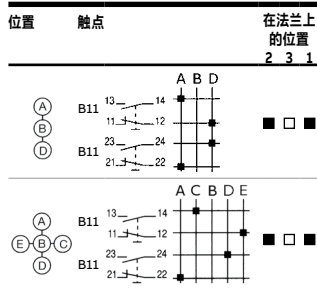 位置 触点 在法兰上
的位置
2 3 1
A B D
A
B
D
B11 13 14
11 12
B11 23 24
21 22
A C B D E
A
E B C
D
B11 13 14
11 12
B11 23 24
21 22